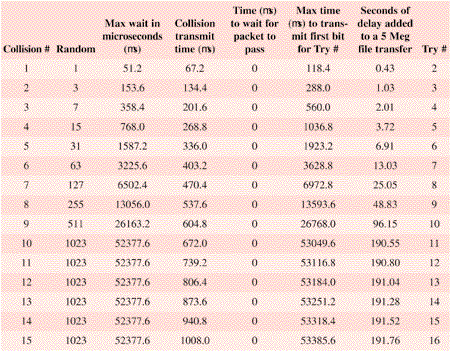 Max wait in Collision Time (ms) Max time Seconds of
to wait for (ms) to trans- delay added
microseconds transmit packet to mit first bit to a 5 Meg
Collision # Random (ms) time (ms) pass for Try # file transfer Try #
1 1 51.2 67.2 0 118.4 0.43 2
2 3 153.6 134.4 0 288.0 1.03 3
3 7 358.4 201.6 0 560.0 2.01 4
4 15 768.0 268.8 0 1036.8 3.72 5
5 31 1587.2 336.0 0 1923.2 6.91 6
6 63 3225.6 403.2 0 3628.8 13.03 7
7 127 6502.4 470.4 0 6972.8 25.05 8
8 255 13056.0 537.6 0 13593.6 48.83 9
9 511 26163.2 604.8 0 26768.0 96.15 10
10 1023 52377.6 672.0 0 53049.6 190.55 11
11 1023 52377.6 739.2 0 53116.8 190.80 12
12 1023 52377.6 806.4 0 53184.0 191.04 13
13 1023 52377.6 873.6 0 53251.2 191.28 14
14 1023 52377.6 940.8 0 53318.4 191.52 15
15 1023 52377.6 1008.0 0 53385.6 191.76 16